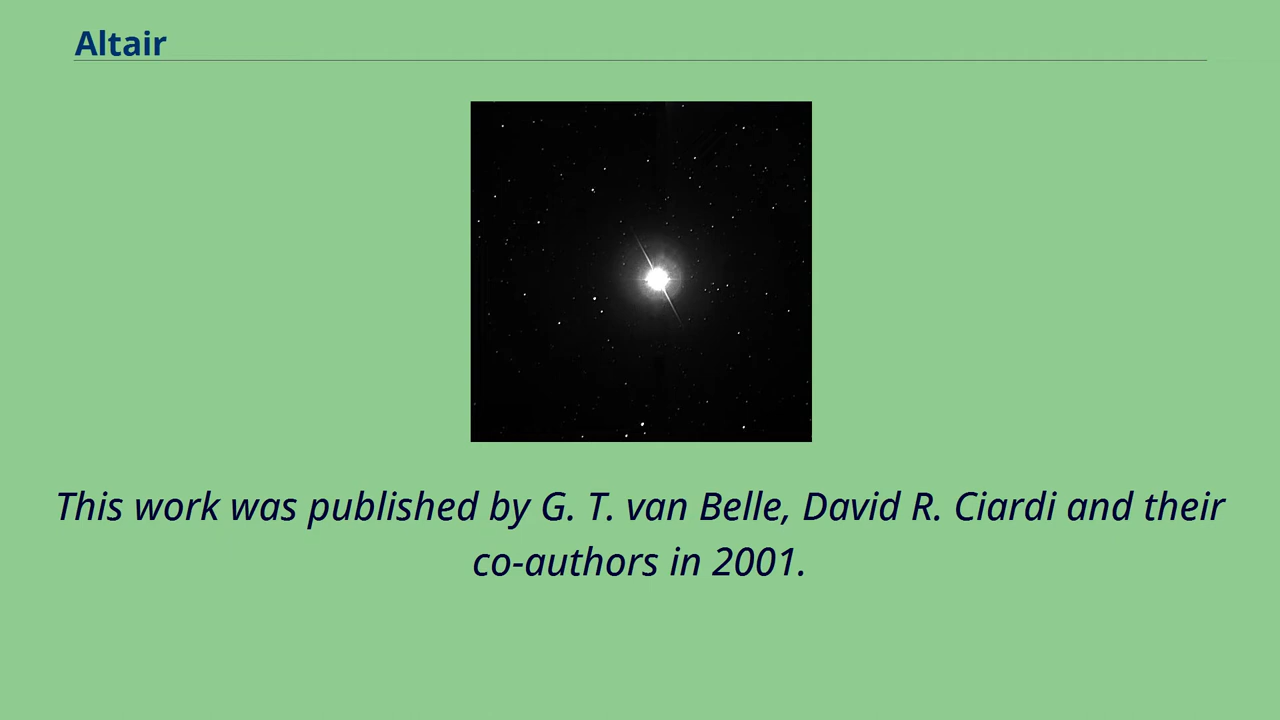 Altair
This work was published by G. T. van Belle, David R. Ciardi and their
co-authors in 2001.